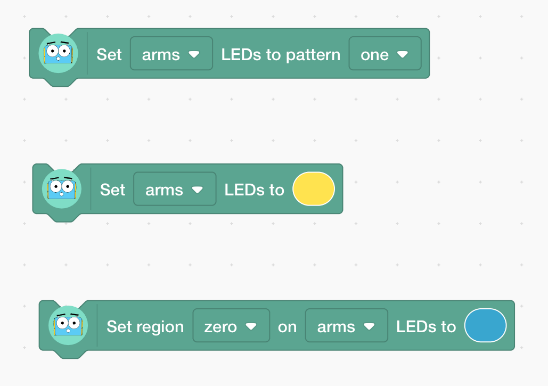 Set arms LEDs to pattern one
Set arms LEDs to
Set region zero on arms LEDs to